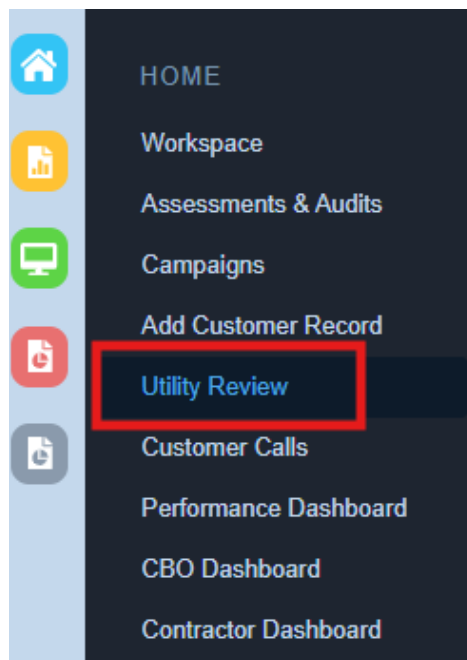 HOME
Workspace
Assessments & Audits
Campaigns
Add Customer Record
Utility Review
Customer Calls
Performance Dashboard
CBO Dashboard
Contractor Dashboard